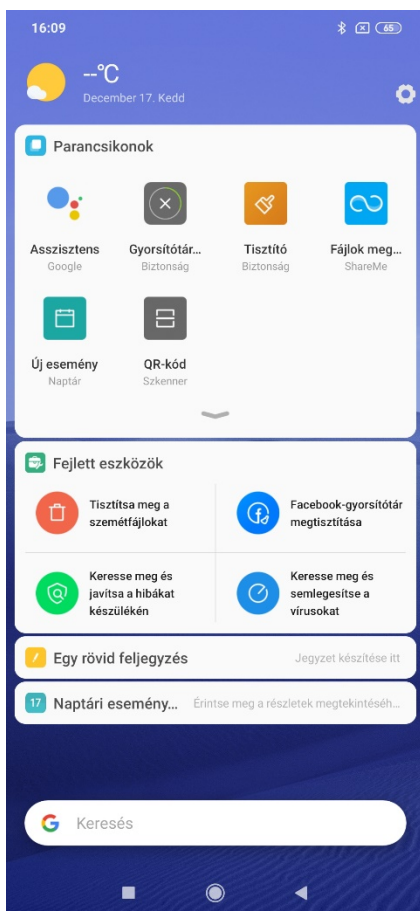 16:09
65
--°C
December 17. Kedd
Parancsikonok
Asszisztens
Google
Gyorsítótár...
Biztonság
Tisztító
Biztonság
Fájlok meg...
ShareMe
Új esemény
Naptár
QR-kód
Szkenner
Fejlett eszközök
Tisztítsa meg a
szemétfájlokat
Facebook-gyorsítótár
megtisztítása
Keresse meg és
javítsa a hibákat
készülékén
Keresse meg és
semlegesítse a
vírusokat
Egy rövid feljegyzés
Jegyzet készítése itt
17 Naptári esemény...
Érintse meg a részletek megtekintéséh...
G Keresés